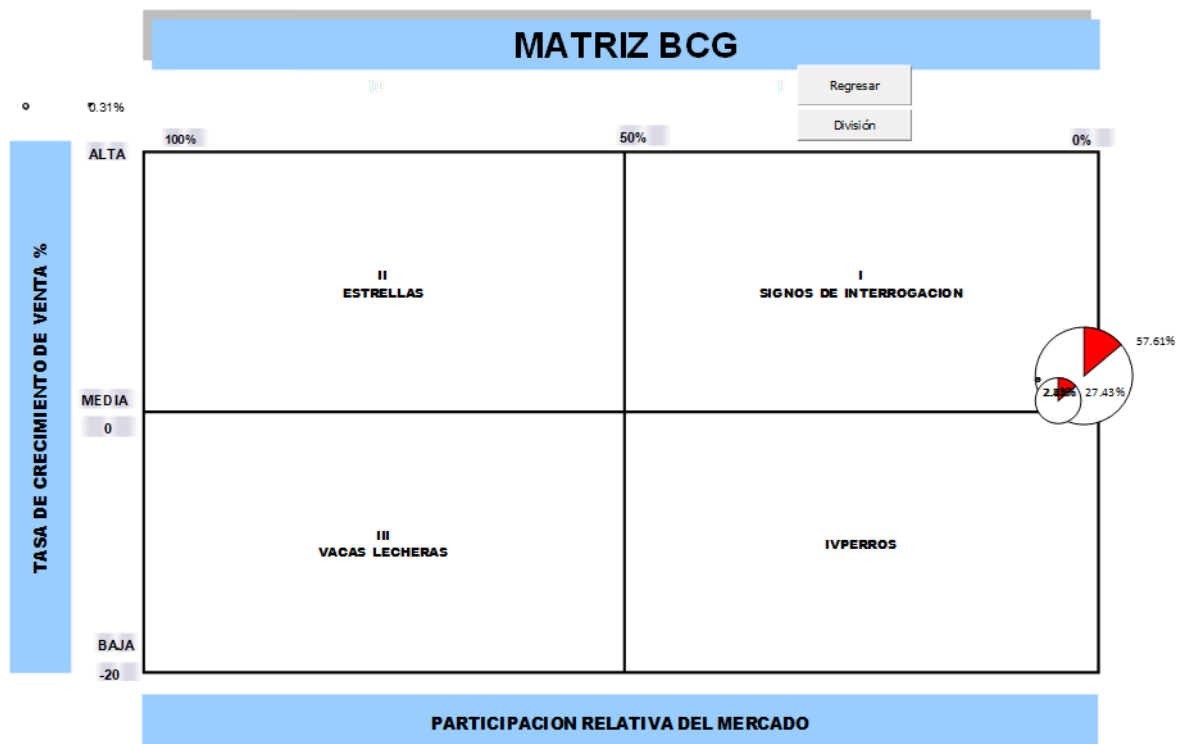 MATRIZ BCG
Regresar
División
0.31%
100%
50%
0%
ALTA
TASA DE CRECIMIENTO DE VENTA %
II
ESTRELLAS
I
SIGNOS DE INTERROGACION
57.61%
27.43%
MEDIA
0
III
VACAS LECHERAS
IVPERROS
BAJA
-20
PARTICIPACION RELATIVA DEL MERCADO